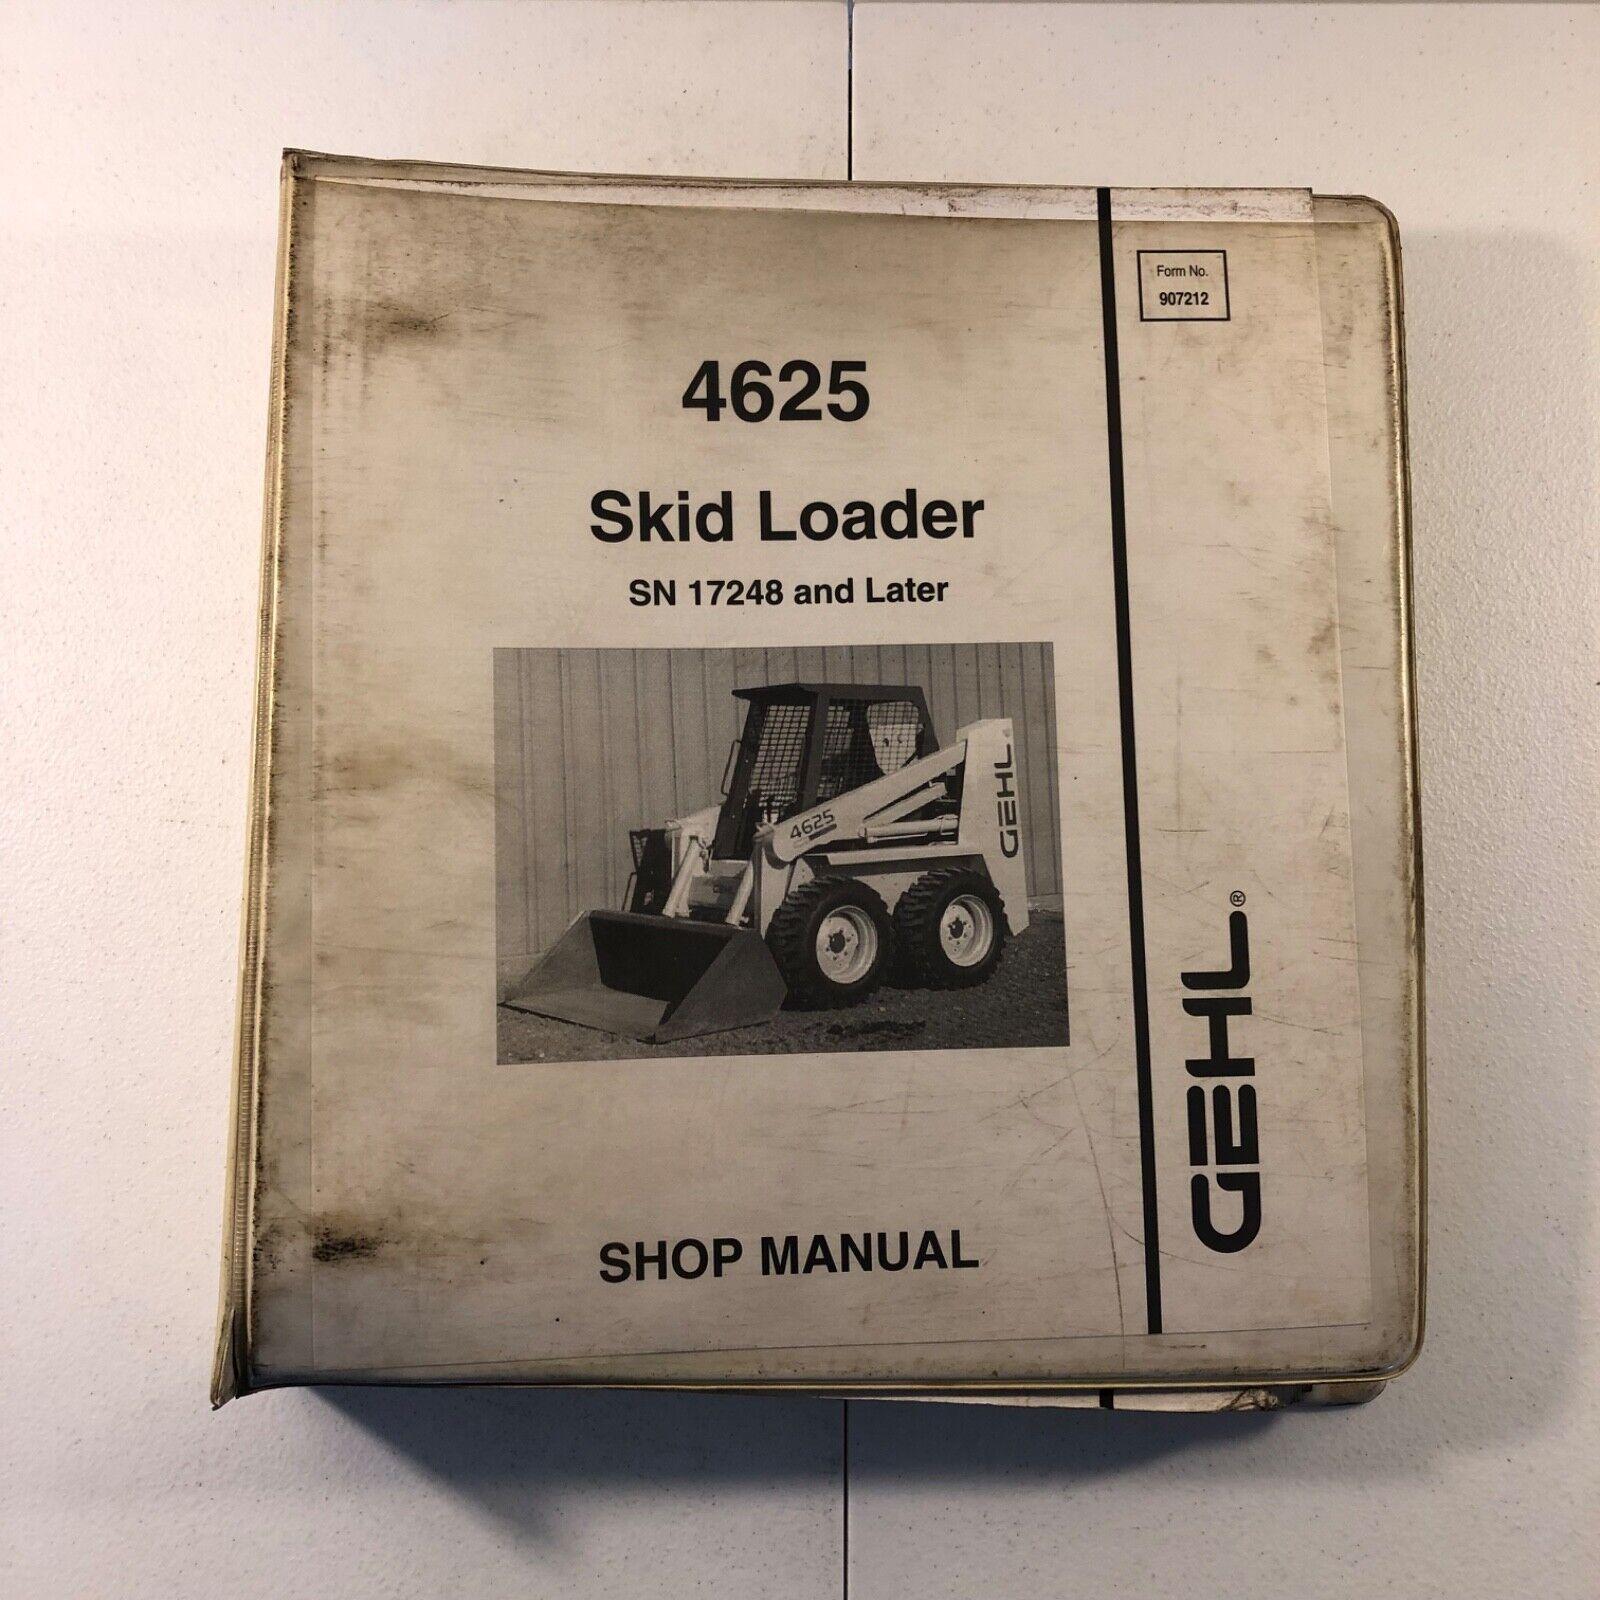 Form No.
907212
4625
Skid Loader
SN 17248 and Later
4625
GEHL
GEHL®
SHOP MANUAL